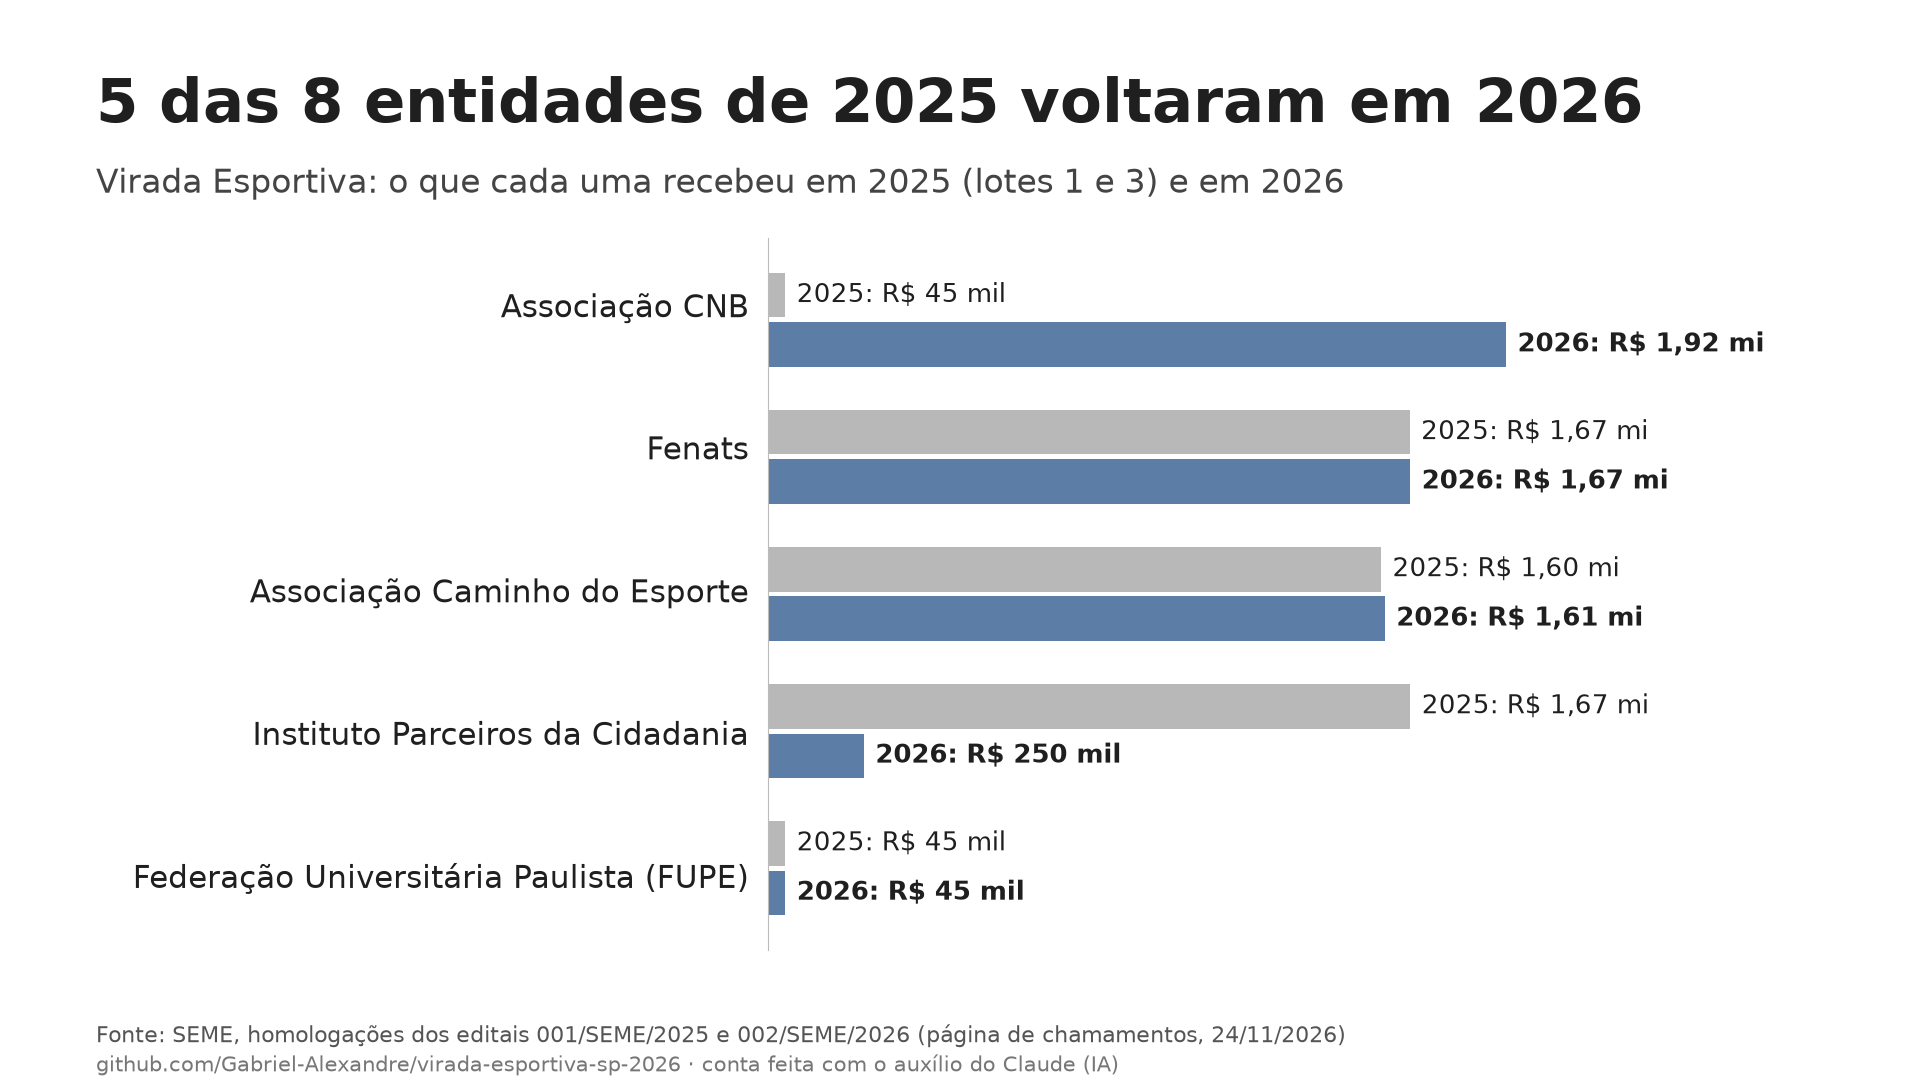 5 das 8 entidades de 2025 voltaram em 2026
Virada Esportiva: o que cada uma recebeu em 2025 (lotes 1 e 3) e em 2026
Associação CNB
2025: R$ 45 mil
2026: R$ 1,92 mi
Fenats
2025: R$ 1,67 mi
2026: R$ 1,67 mi
Associação Caminho do Esporte
2025: R$ 1,60 mi
2026: R$ 1,61 mi
Instituto Parceiros da Cidadania
2025: R$ 1,67 mi
2026: R$ 250 mil
Federação Universitária Paulista (FUPE)
2025: R$ 45 mil
2026: R$ 45 mil
Fonte: SEME, homologações dos editais 001/SEME/2025 e 002/SEME/2026 (página de chamamentos, 24/11/2026)
github.com/Gabriel-Alexandre/virada-esportiva-sp-2026 · conta feita com o auxílio do Claude (IA)